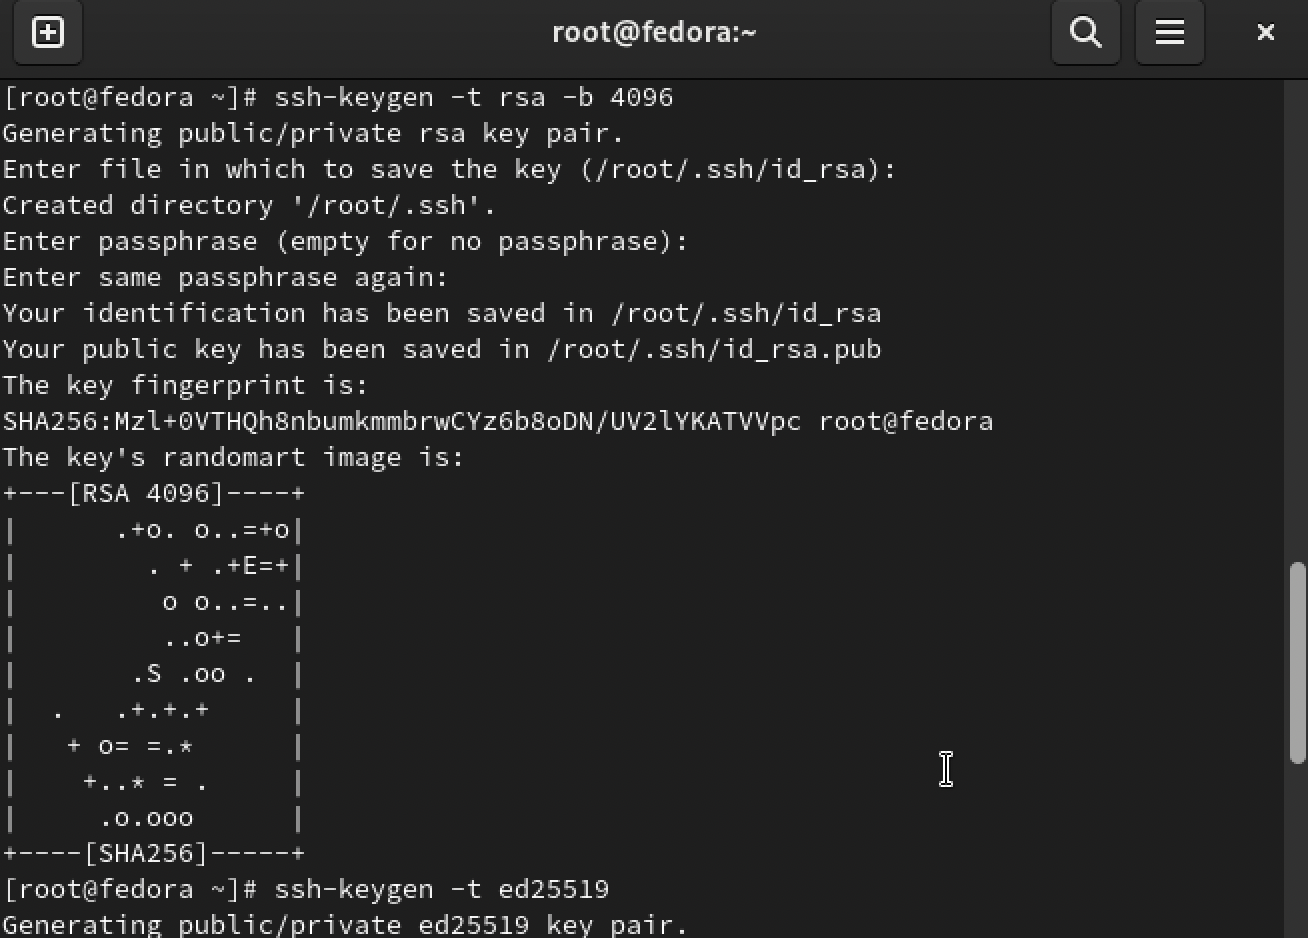 root@fedora:~
[root@fedora ~]# ssh-keygen -t rsa -b 4096
Generating public/private rsa key pair.
Enter file in which to save the key (/root/.ssh/id_rsa):
Created directory '/root/.ssh'.
Enter passphrase (empty for no passphrase):
Enter same passphrase again:
Your identification has been saved in /root/.ssh/id_rsa
Your public key has been saved in /root/.ssh/id_rsa.pub
The key fingerprint is:
SHA256:Mzl+0VTHQh8nbumkmmbrwCYz6b8oDN/UV2lYKATVVpc root@fedora
The key's randomart image is:
+---[RSA 4096]----+
|      .+o. o..=+o|
|        . + .+E=+|
|         o o..=..|
|         ..o+=   |
|       .S .oo .  |
|  .   .+.+.+     |
|   + o= =.*      |
|    +..* = .     |
|     .o.ooo      |
+----[SHA256]-----+
[root@fedora ~]# ssh-keygen -t ed25519
Generating public/private ed25519 key pair.